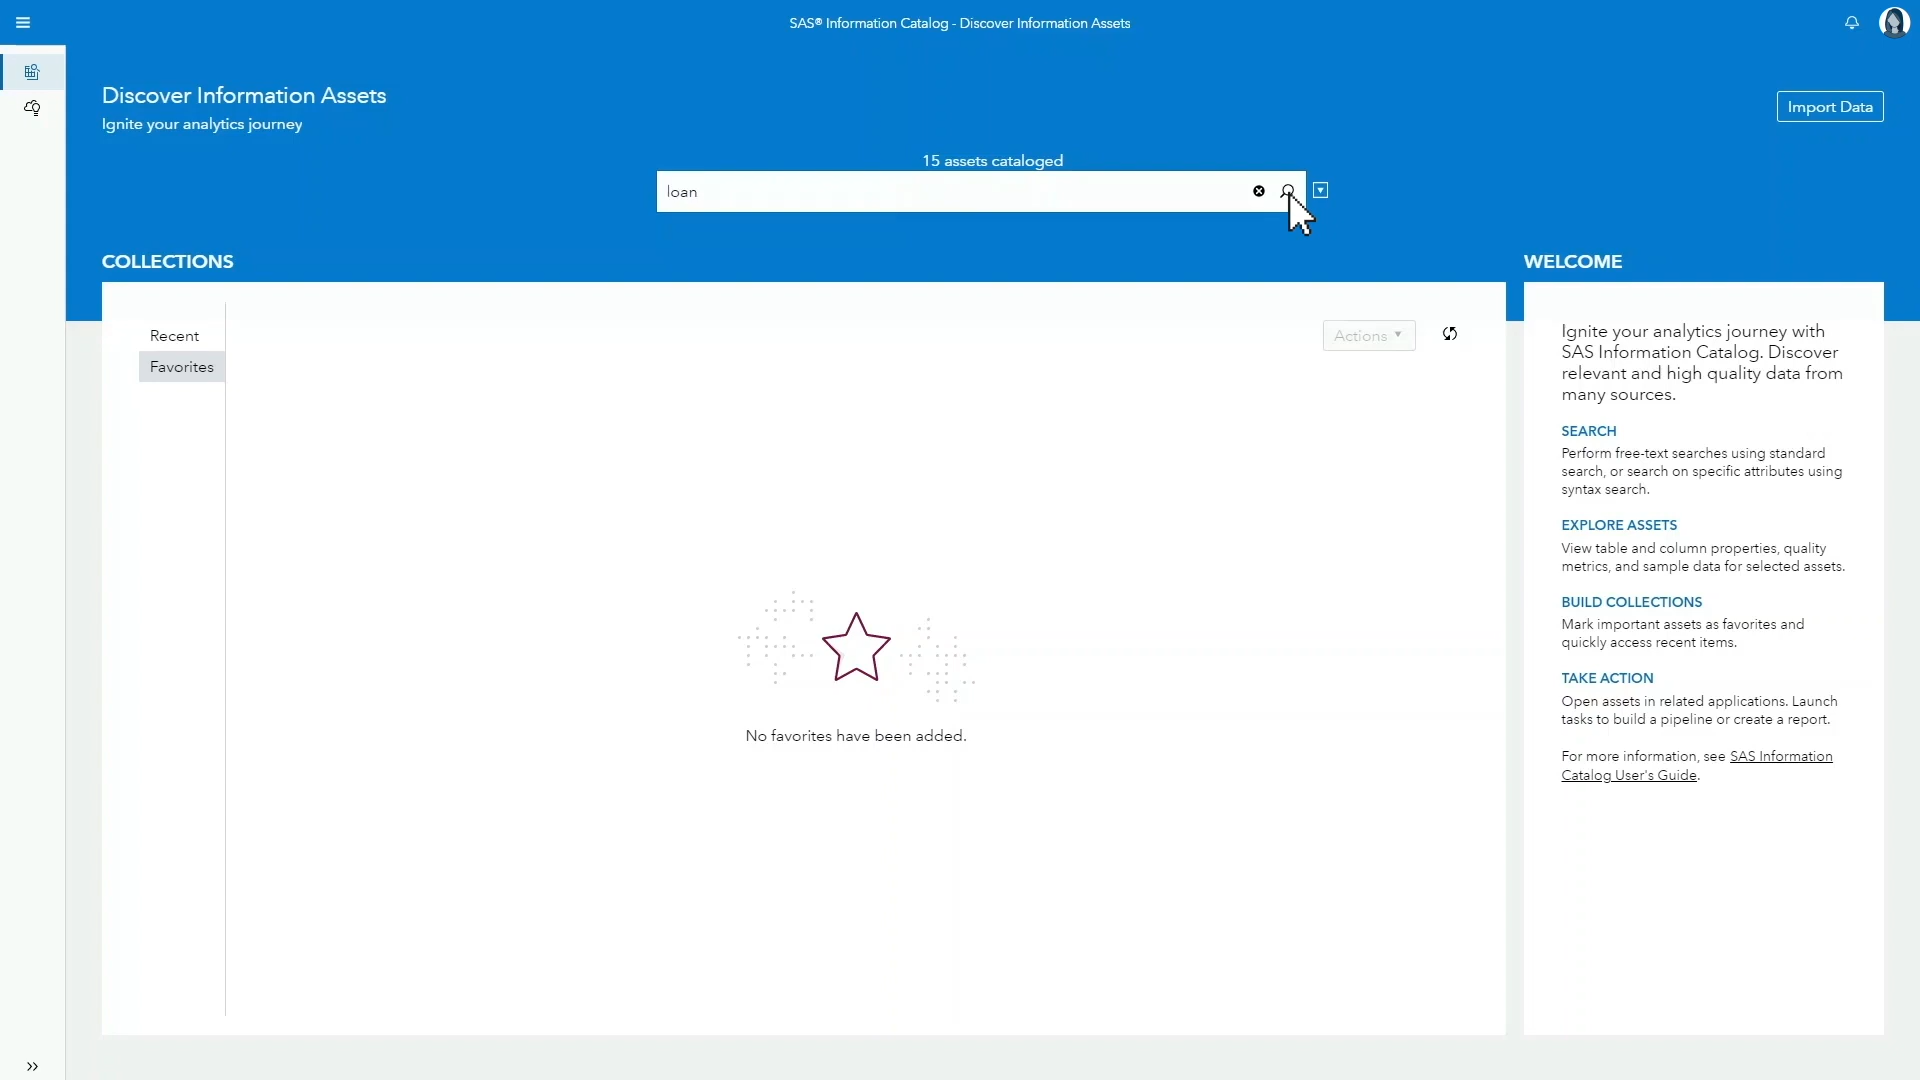 SAS® Information Catalog - Discover Information Assets
Discover Information Assets
Ignite your analytics journey
Import Data
15 assets cataloged
loan
COLLECTIONS
WELCOME
Recent
Favorites
Actions
No favorites have been added.
Ignite your analytics journey with
SAS Information Catalog. Discover
relevant and high quality data from
many sources.
SEARCH
Perform free-text searches using standard
search, or search on specific attributes using
syntax search.
EXPLORE ASSETS
View table and column properties, quality
metrics, and sample data for selected assets.
BUILD COLLECTIONS
Mark important assets as favorites and
quickly access recent items.
TAKE ACTION
Open assets in related applications. Launch
tasks to build a pipeline or create a report.
For more information, see SAS Information
Catalog User's Guide.